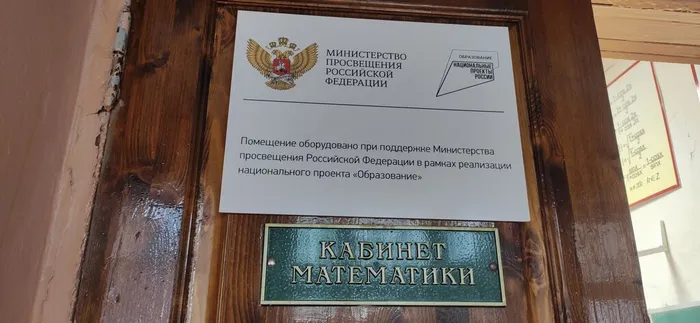 МИНИСТЕРСТВО
ПРОСВЕЩЕНИЯ
РОССИЙСКОЙ
ФЕДЕРАЦИИ
ОБРАЗОВАНИЕ
НАЦИОНАЛЬНЫЕ
ПРОЕКТЫ
РОССИИ
Помещение оборудовано при поддержке Министерства
просвещения Российской Федерации в рамках реализации
национального проекта «Образование»
КАБИНЕТ
МАТЕМАТИКИ